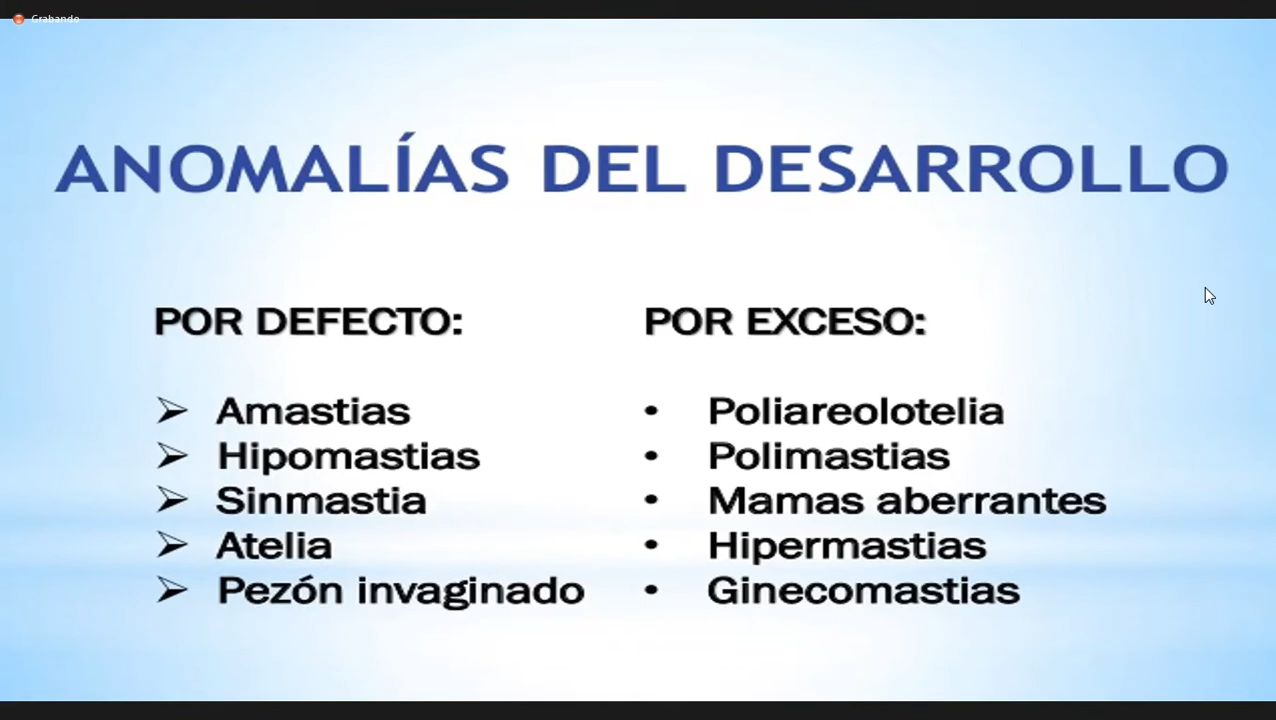 Grabando
ANOMALÍAS DEL DESARROLLO
POR DEFECTO:
Amastias
Hipomastias
Sinmastia
Atelia
Pezón invaginado
POR EXCESO:
Poliareolotelia
Polimastias
Mamas aberrantes
Hipermastias
Ginecomastias